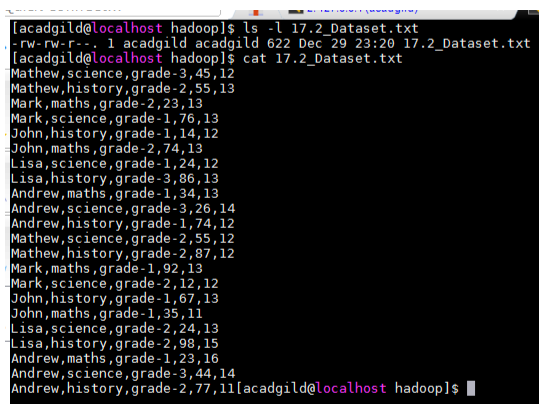 [acadgild@localhost hadoop]$ ls -l 17.2_Dataset.txt
-rw-rw-r--. 1 acadgild acadgild 622 Dec 29 23:20 17.2_Dataset.txt
[acadgild@localhost hadoop]$ cat 17.2_Dataset.txt
Mathew,science,grade-3,45,12
Mathew,history,grade-2,55,13
Mark,maths,grade-2,23,13
Mark,science,grade-1,76,13
John,history,grade-1,14,12
John,maths,grade-2,74,13
Lisa,science,grade-1,24,12
Lisa,history,grade-3,86,13
Andrew,maths,grade-1,34,13
Andrew,science,grade-3,26,14
Andrew,history,grade-1,74,12
Mathew,science,grade-2,55,12
Mathew,history,grade-2,87,12
Mark,maths,grade-1,92,13
Mark,science,grade-2,12,12
John,history,grade-1,67,13
John,maths,grade-1,35,11
Lisa,science,grade-2,24,13
Lisa,history,grade-2,98,15
Andrew,maths,grade-1,23,16
Andrew,science,grade-3,44,14
Andrew,history,grade-2,77,11[acadgild@localhost hadoop]$